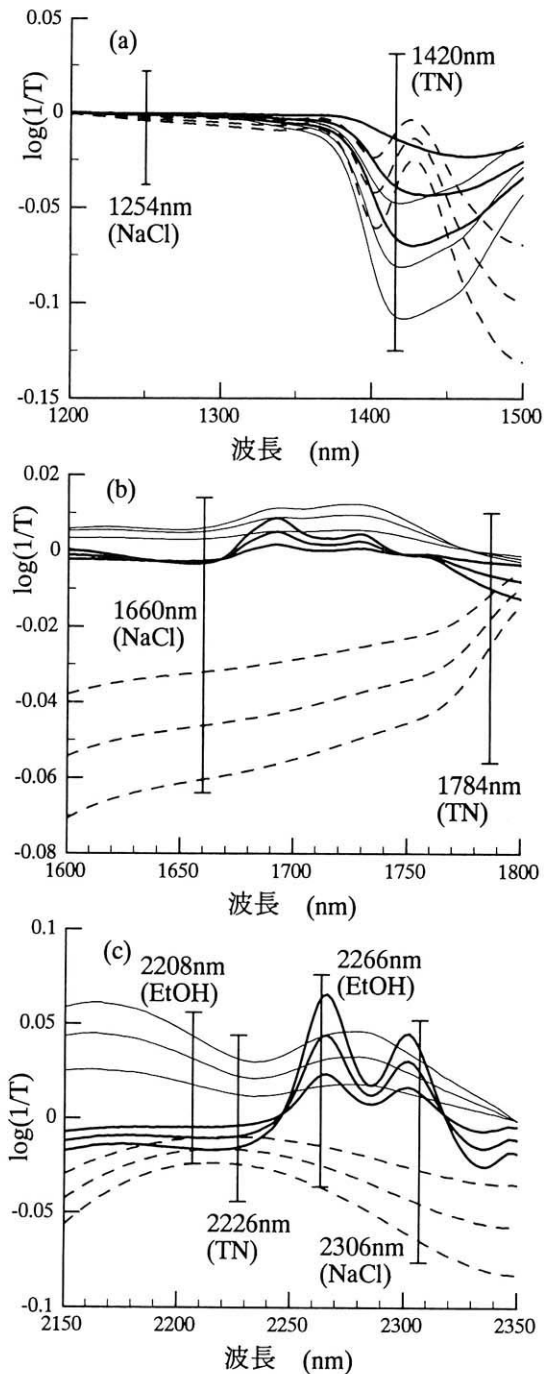 (a)
0.05
0
-0.05
-0.1
-0.15
log(1/T)
1420nm
(TN)
1254nm
(NaCl)
1200
1300
1400
1500
波長 (nm)
(b)
0.02
0
-0.02
-0.04
-0.06
-0.08
log(1/T)
1660nm
(NaCl)
1784nm
(TN)
1600
1650
1700
1750
1800
波長 (nm)
(c)
0.1
0.05
0
-0.05
-0.1
log(1/T)
2208nm
(EtOH)
2266nm
(EtOH)
2226nm
(TN)
2306nm
(NaCl)
2150
2200
2250
2300
2350
波長 (nm)